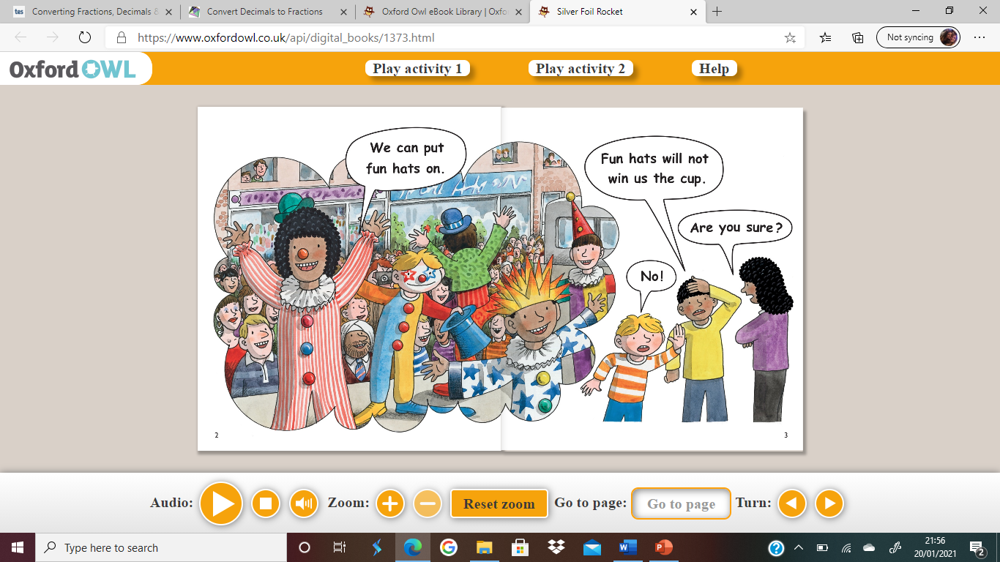 tes
Converting Fractions, Decimals &
Convert Decimals to Fractions
Oxford Owl eBook Library | Oxfo
Silver Foil Rocket
https://www.oxfordowl.co.uk/api/digital_books/1373.html
Not syncing
Oxford OWL
Play activity 1
Play activity 2
Help
We can put
fun hats on.
Fun hats will not
win us the cup.
Are you sure?
No!
2
3
Audio:
Zoom:
Reset zoom
Go to page:
Go to page
Turn:
Type here to search
21:56
20/01/2021
2